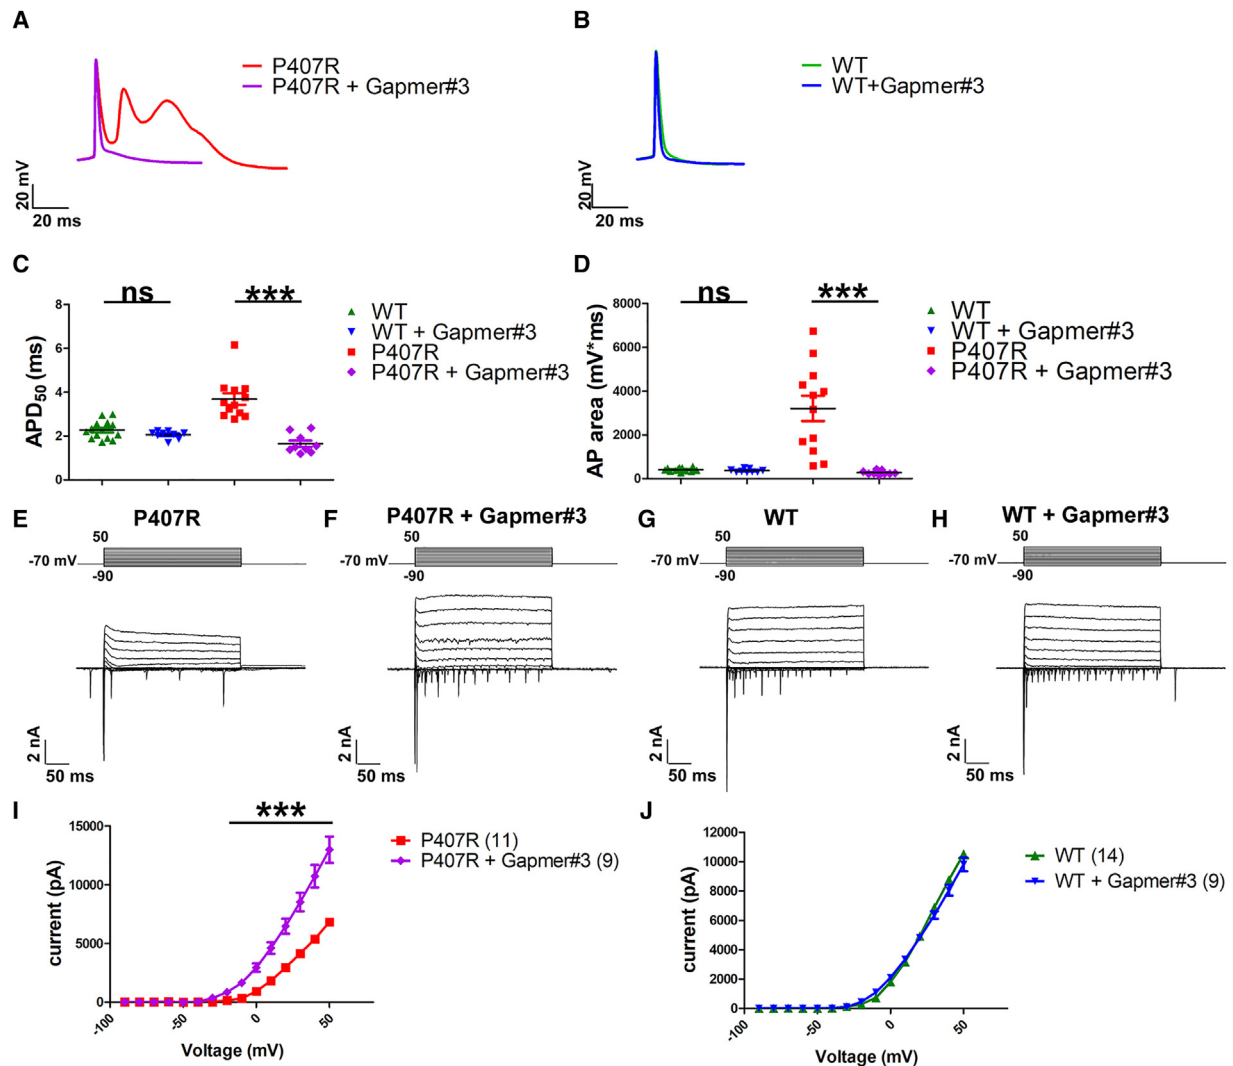 A
P407R
P407R + Gapmer#3
20 mV
20 ms
B
WT
WT+Gapmer#3
20 mV
20 ms
C
ns
***
APD50 (ms)
8
6
4
2
0
WT
WT + Gapmer#3
P407R
P407R + Gapmer#3
D
ns
***
AP area (mV*ms)
8000
6000
4000
2000
0
WT
WT + Gapmer#3
P407R
P407R + Gapmer#3
E
P407R
50
-70 mV
-90
2 nA
50 ms
F
P407R + Gapmer#3
50
-70 mV
-90
2 nA
50 ms
G
WT
50
-70 mV
-90
2 nA
50 ms
H
WT + Gapmer#3
50
-70 mV
-90
2 nA
50 ms
I
***
current (pA)
15000
10000
5000
0
-100
-50
0
50
Voltage (mV)
P407R (11)
P407R + Gapmer#3 (9)
J
current (pA)
12000
10000
8000
6000
4000
2000
0
-100
-50
0
50
Voltage (mV)
WT (14)
WT + Gapmer#3 (9)